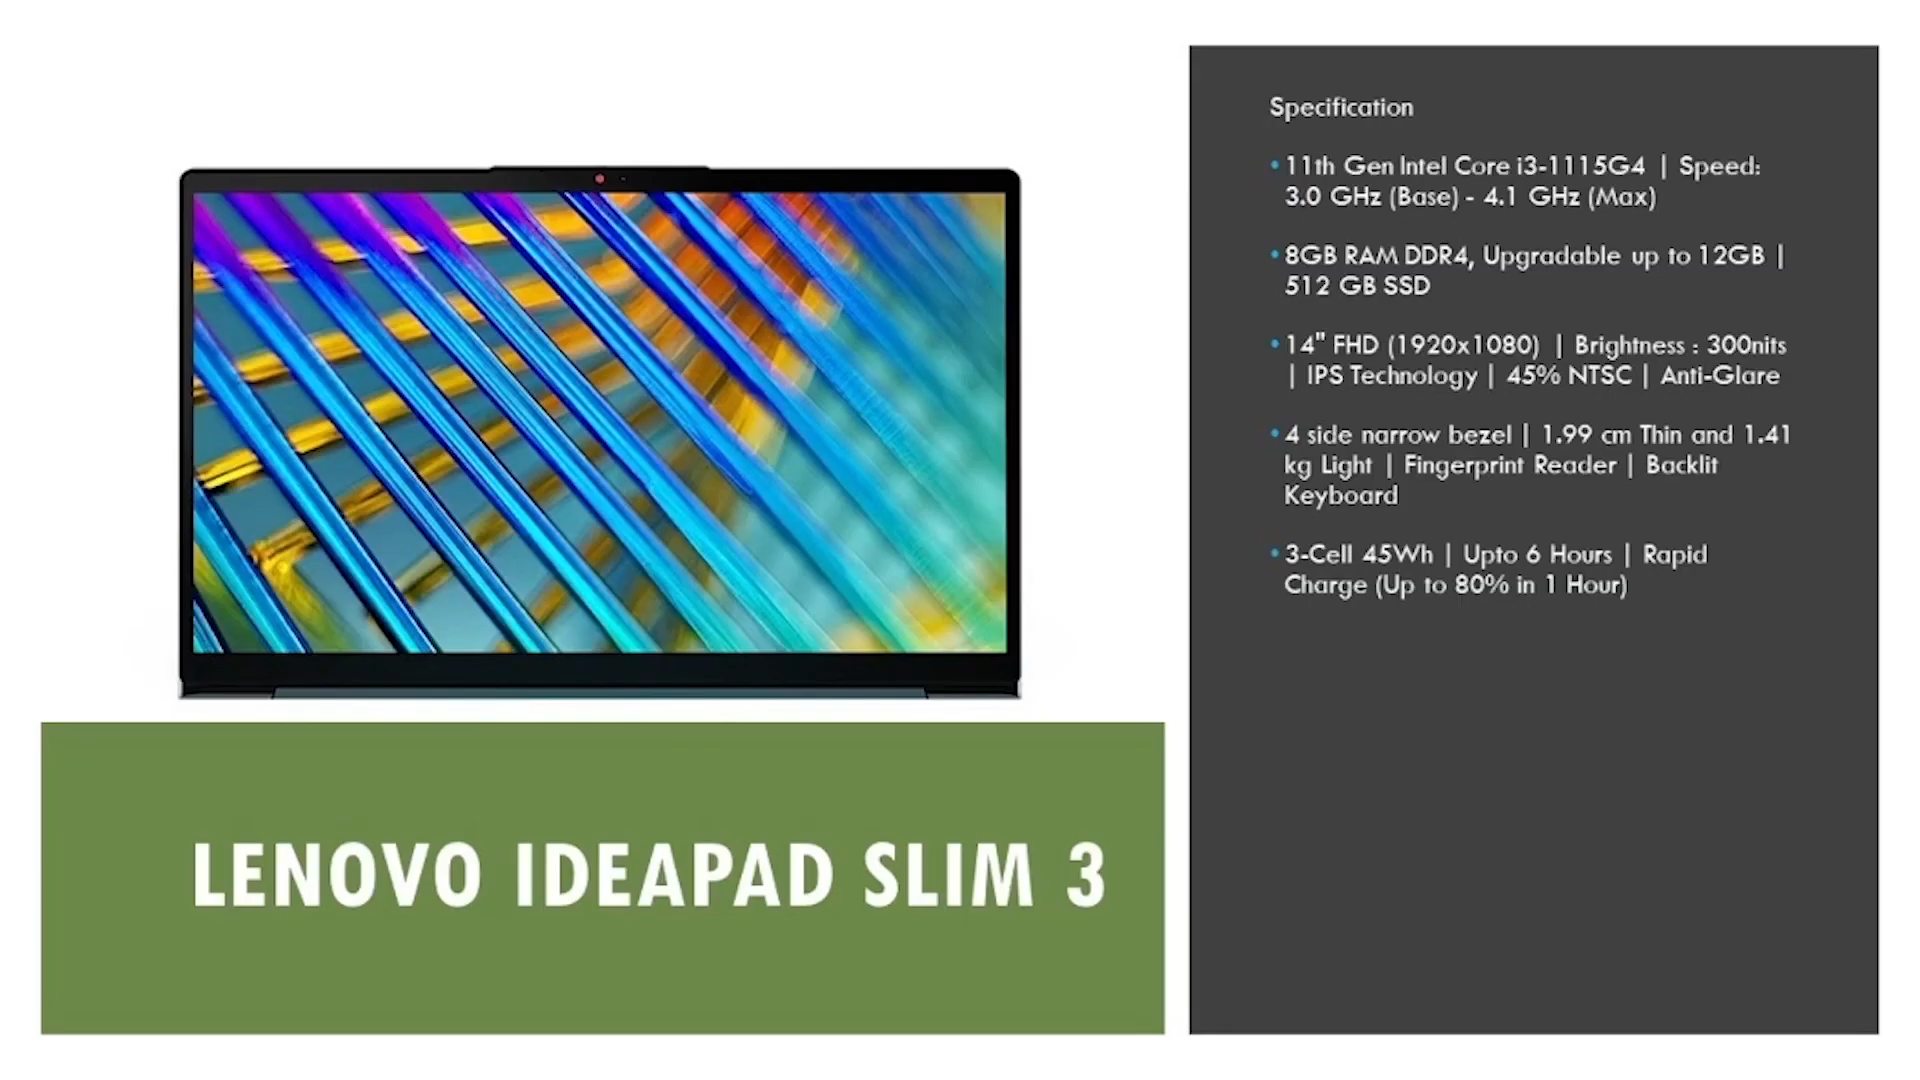 Specification
• 11th Gen Intel Core i3-1115G4 | Speed:
3.0 GHz (Base) - 4.1 GHz (Max)
• 8GB RAM DDR4, Upgradable up to 12GB |
512 GB SSD
• 14" FHD (1920x1080) | Brightness : 300nits
| IPS Technology | 45% NTSC | Anti-Glare
• 4 side narrow bezel | 1.99 cm Thin and 1.41
kg Light | Fingerprint Reader | Backlit
Keyboard
• 3-Cell 45Wh | Upto 6 Hours | Rapid
Charge (Up to 80% in 1 Hour)
LENOVO IDEAPAD SLIM 3